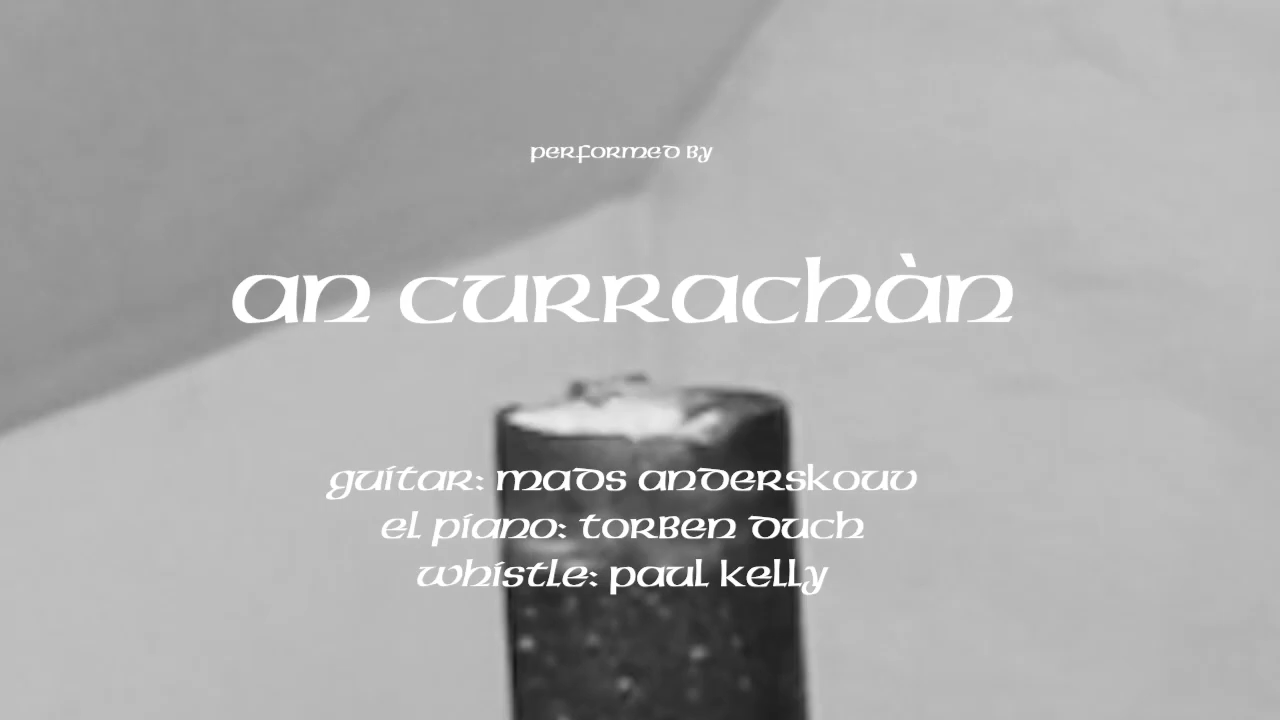 performed by
an currachàn
guitar: mads anderskouv
el piano: torben duch
whistle: paul kelly